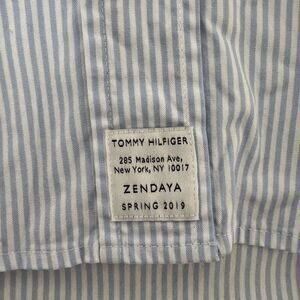 TOMMY HILFIGER
285 Madison Ave,
New York, NY 10017
ZENDAYA
SPRING 2019